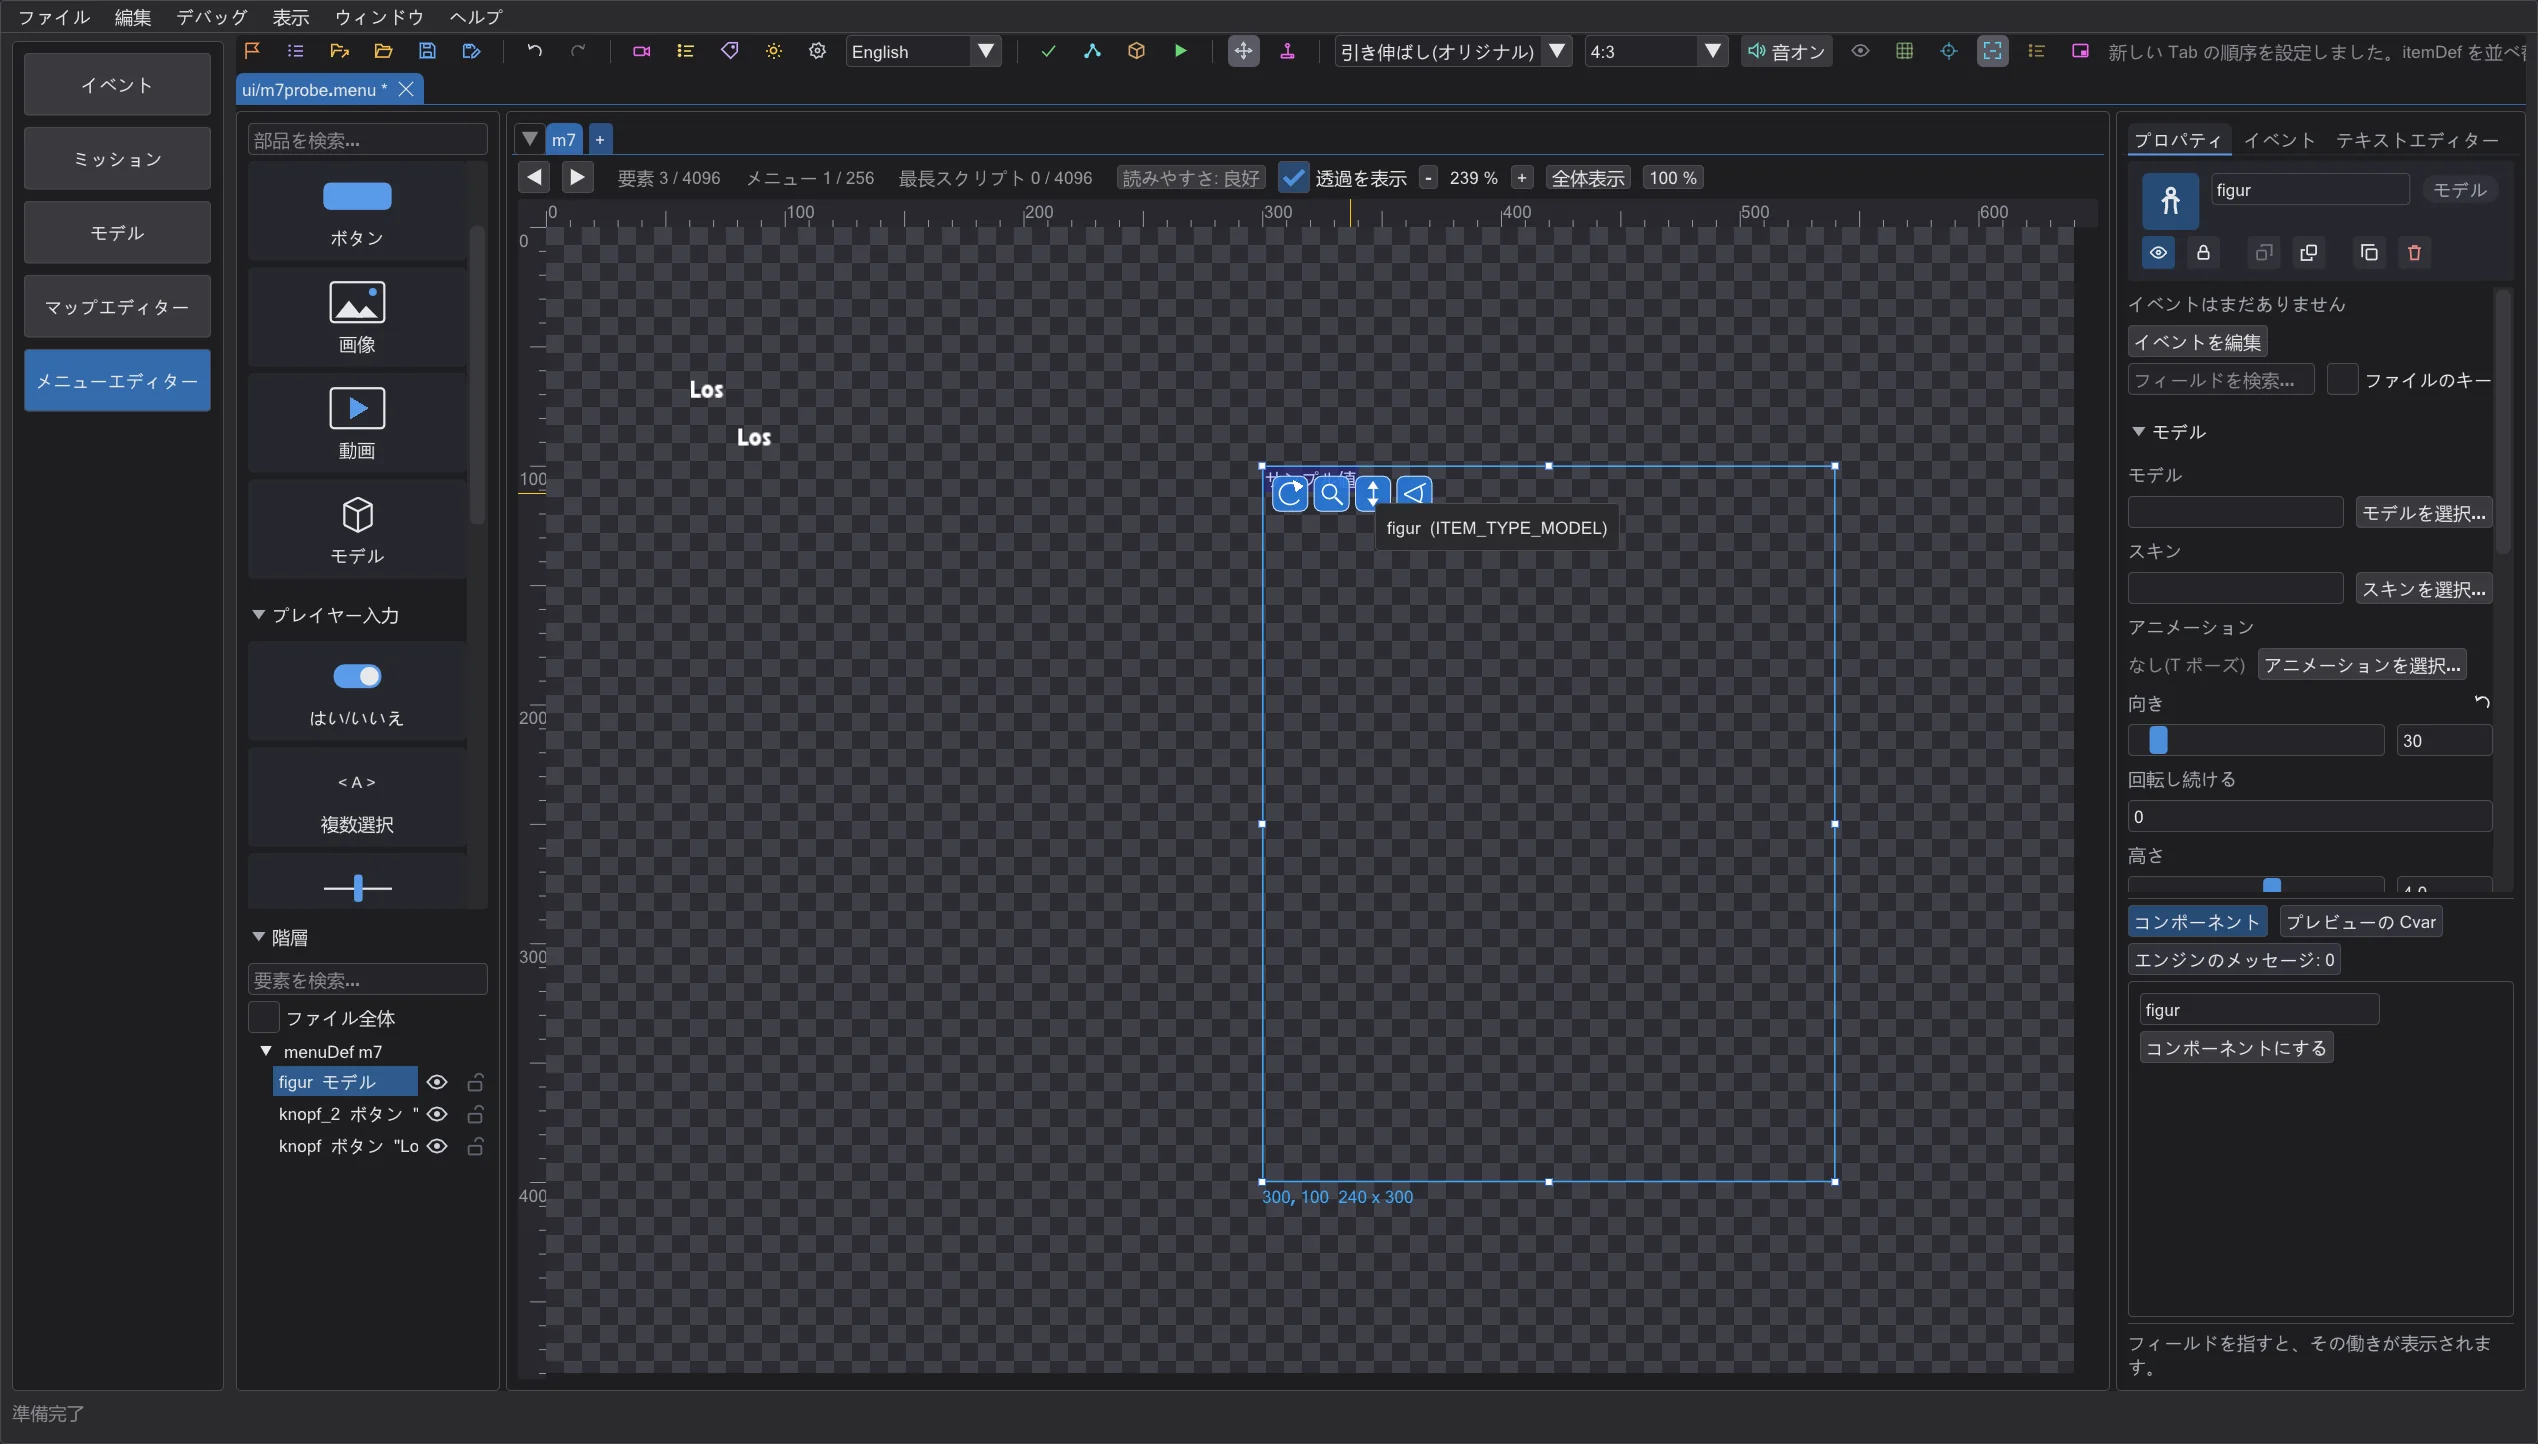 ファイル 編集 デバッグ 表示 ウィンドウ ヘルプ
イベント
ミッション
モデル
マップエディター
メニューエディター
English
引き伸ばし(オリジナル)
4:3
音オン
新しい Tab の順序を設定しました。itemDef を並べ
ui/m7probe.menu *
部品を検索...
ボタン
画像
動画
モデル
プレイヤー入力
はい/いいえ
< A >
複数選択
階層
要素を検索...
ファイル全体
menuDef m7
figur モデル
knopf_2 ボタン "
knopf ボタン "Lo
m7
+
要素 3 / 4096 メニュー 1 / 256 最長スクリプト 0 / 4096 読みやすさ: 良好 透過を表示 - 239 % + 全体表示 100 %
0 100 200 300 400 500 600
0
100
200
300
400
Los
Los
サンプル値
figur (ITEM_TYPE_MODEL)
300, 100 240 x 300
プロパティ イベント テキストエディター
figur モデル
イベントはまだありません
イベントを編集
フィールドを検索... ファイルのキー
モデル
モデル
モデルを選択...
スキン
スキンを選択...
アニメーション
なし(T ポーズ) アニメーションを選択...
向き
30
回転し続ける
0
高さ
コンポーネント プレビューの Cvar
エンジンのメッセージ: 0
figur
コンポーネントにする
フィールドを指すと、その働きが表示されま
す。
準備完了